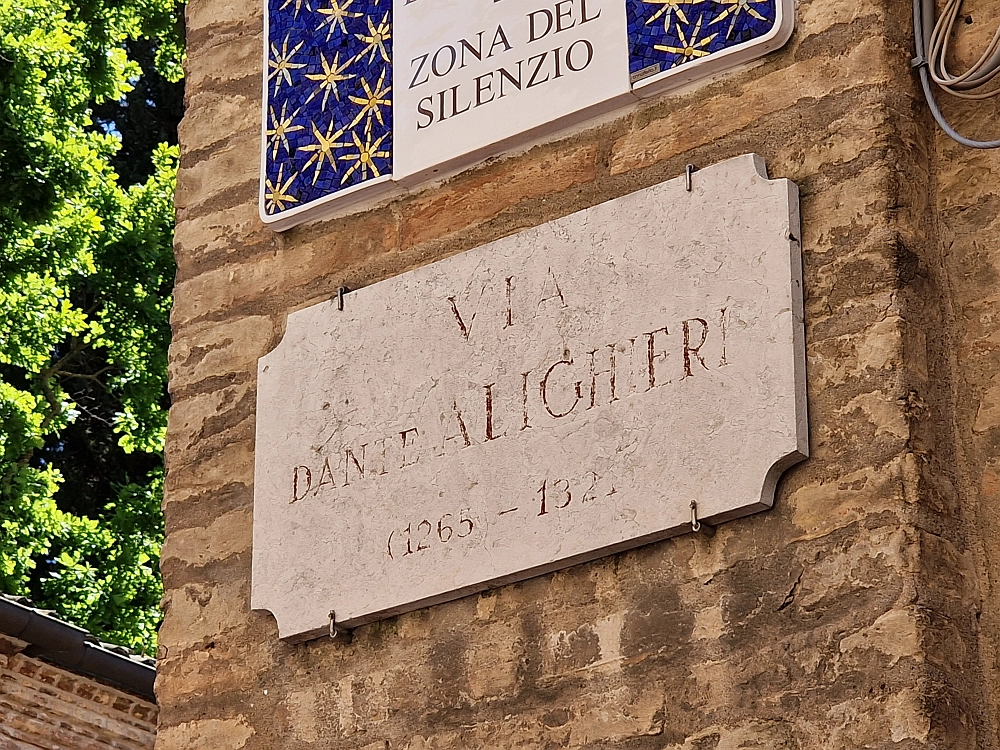 ZONA DEL
SILENZIO
VIA
DANTE ALIGHIERI
(1265) - 1321